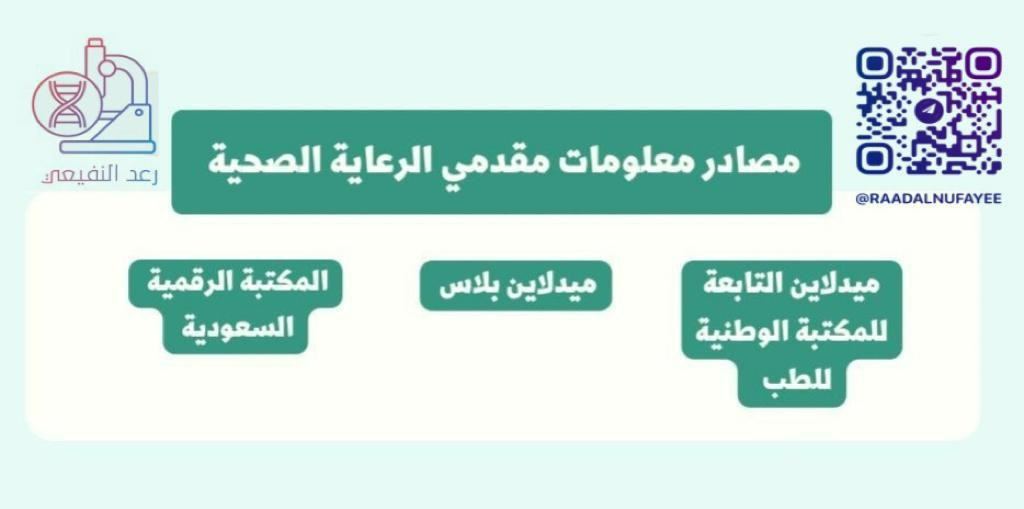 رعد النفيعي
@RAADALNUFAYEE
مصادر معلومات مقدمي الرعاية الصحية
ميدلاين التابعة
للمكتبة الوطنية
للطب
ميدلاين بلاس
المكتبة الرقمية
السعودية